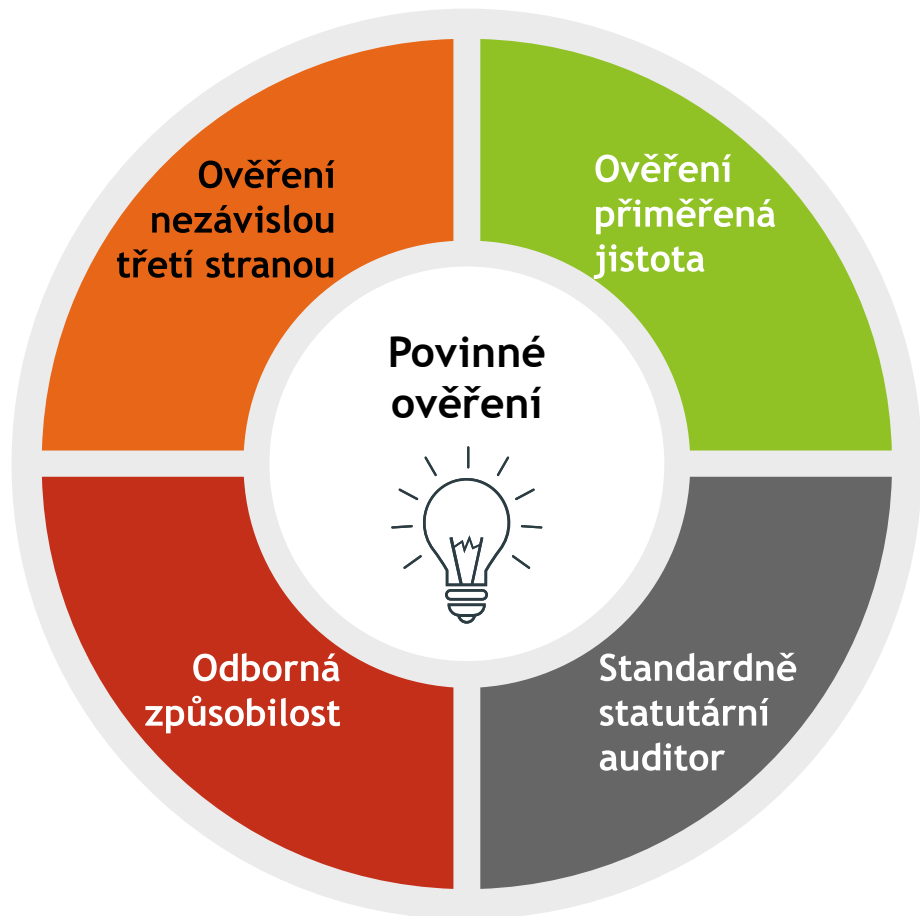 Ověření
nezávislou
třetí stranou
Ověření
přiměřená
jistota
Povinné
ověření
Odborná
způsobilost
Standardně
statutární
auditor